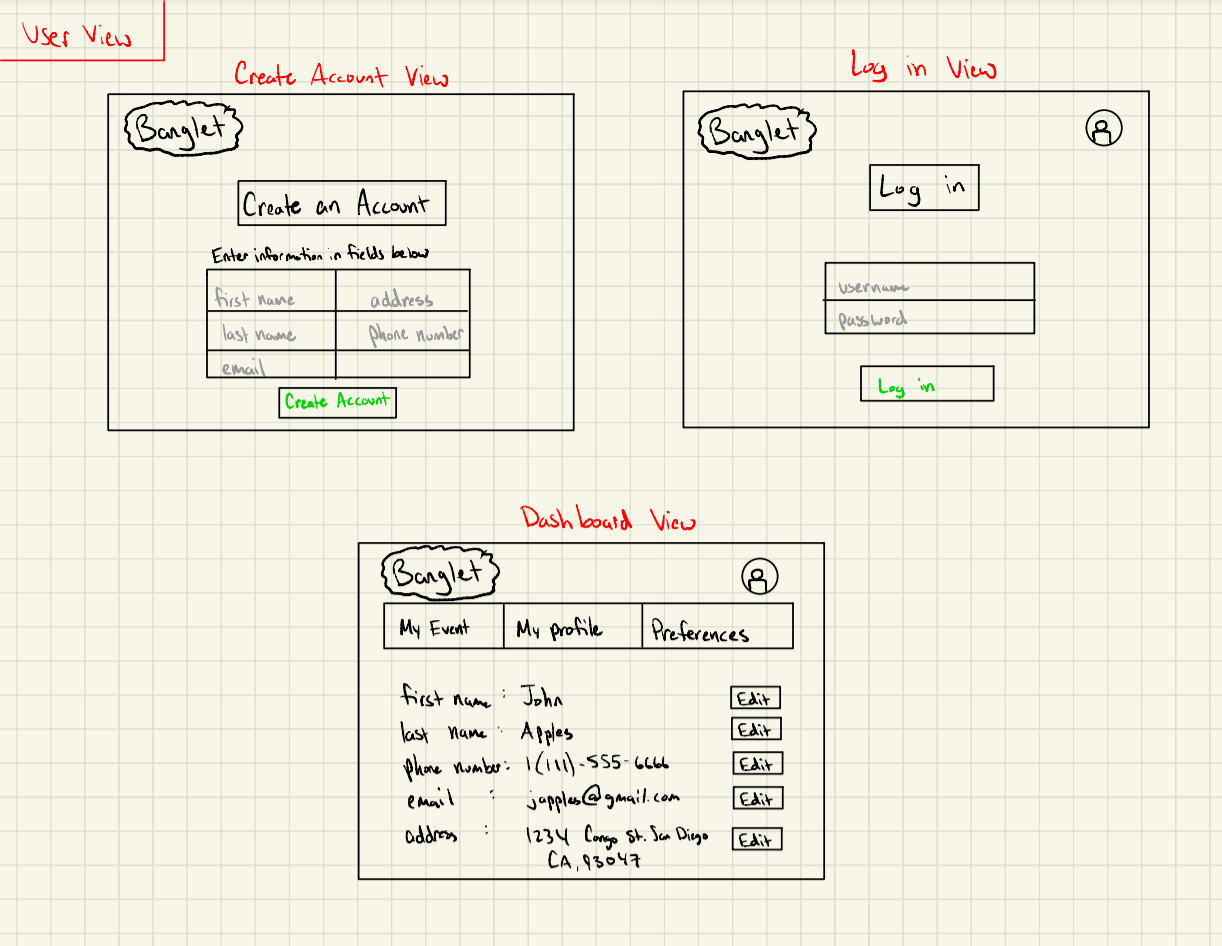 User View
Create Account View
Banglet
Create an Account
Enter information in fields below
first name
address
last name
phone number
email
Create Account
Log in View
Banglet
Log in
username
password
Log in
Dashboard View
Banglet
My Event
My profile
Preferences
first name : John
Edit
last name : Apples
Edit
phone number: 1(111)-555-6666
Edit
email : japples@gmail.com
Edit
address : 1234 Congo St. San Diego
CA, 93047
Edit